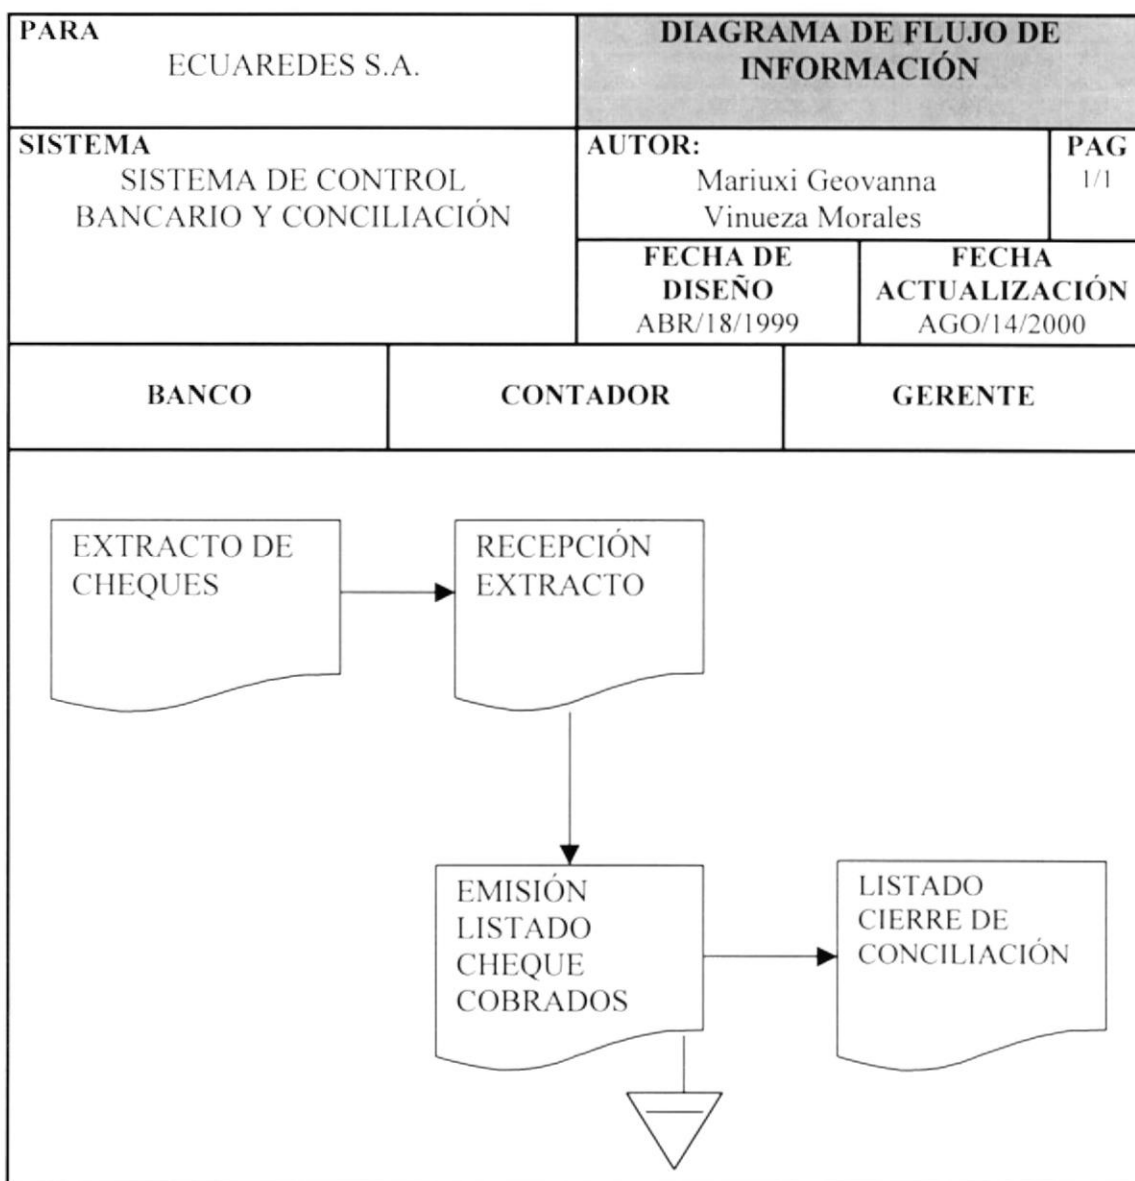 PARA
ECUAREDES S.A.
DIAGRAMA DE FLUJO DE
INFORMACIÓN
SISTEMA
SISTEMA DE CONTROL
BANCARIO Y CONCILIACIÓN
AUTOR:
Mariuxi Geovanna
Vinueza Morales
PAG
1/1
FECHA DE
DISEÑO
ABR/18/1999
FECHA
ACTUALIZACIÓN
AGO/14/2000
BANCO
CONTADOR
GERENTE
EXTRACTO DE
CHEQUES
RECEPCIÓN
EXTRACTO
EMISIÓN
LISTADO
CHEQUE
COBRADOS
LISTADO
CIERRE DE
CONCILIACIÓN